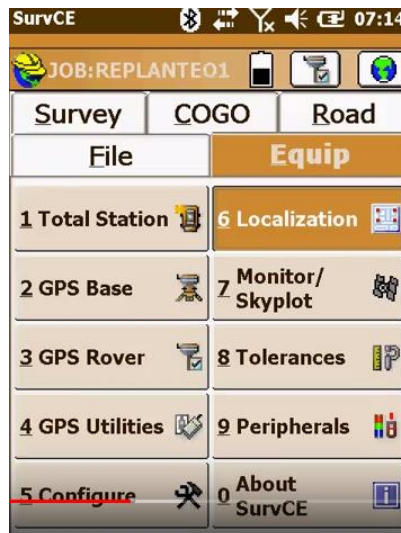 SurvCE 07:14
JOB:REPLANTEO1
Survey COGO Road
File Equip
1 Total Station 6 Localization
2 GPS Base 7 Monitor/
Skyplot
3 GPS Rover 8 Tolerances
4 GPS Utilities 9 Peripherals
5 Configure 0 About
SurvCE